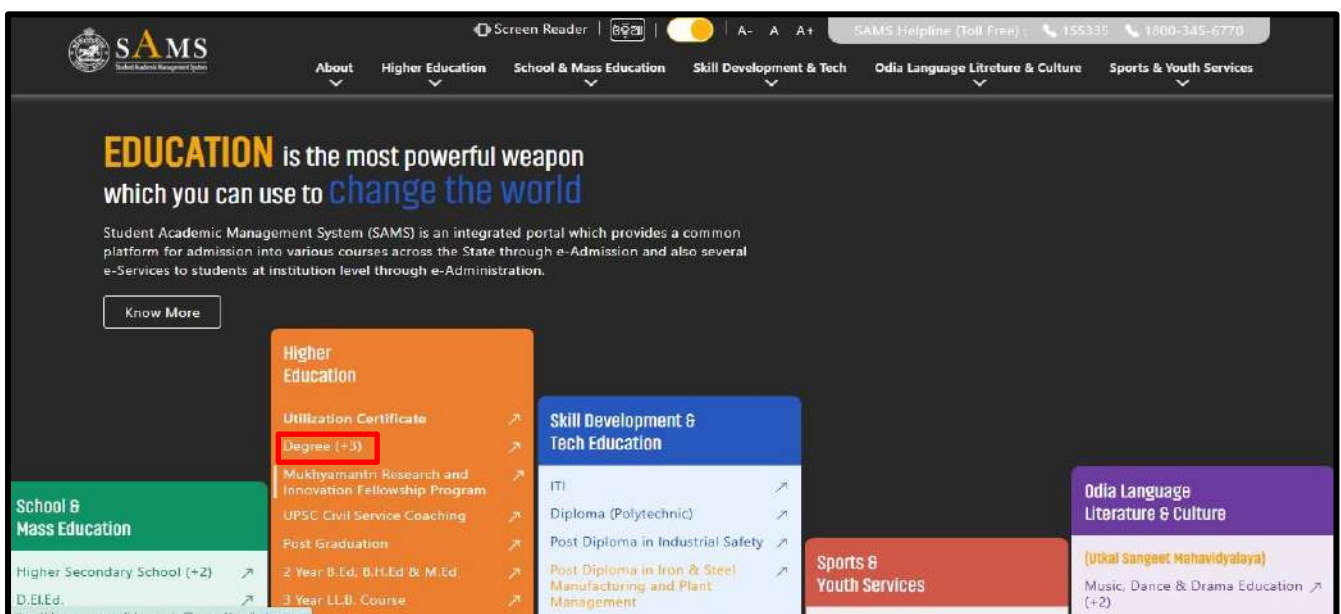 SAMS
Student Academic Management System
Screen Reader | ଓଡ଼ିଆ | | A- A A+ SAMS Helpline (Toll Free) : 155335 1800-345-6770
About Higher Education School & Mass Education Skill Development & Tech Odia Language Litreture & Culture Sports & Youth Services
EDUCATION is the most powerful weapon
which you can use to change the world
Student Academic Management System (SAMS) is an integrated portal which provides a common
platform for admission into various courses across the State through e-Admission and also several
e-Services to students at institution level through e-Administration.
Know More
Higher
Education
Utilization Certificate
Degree (+3)
Mukhyamantri Research and
Innovation Fellowship Program
UPSC Civil Service Coaching
Post Graduation
2 Year B.Ed, B.H.Ed & M.Ed
3 Year LL.B. Course
Skill Development &
Tech Education
ITI
Diploma (Polytechnic)
Post Diploma in Industrial Safety
Post Diploma in Iron & Steel
Manufacturing and Plant
Management
School &
Mass Education
Higher Secondary School (+2)
D.El.Ed.
Sports &
Youth Services
Odia Language
Literature & Culture
(Utkal Sangeet Mahavidyalaya)
Music, Dance & Drama Education
(+2)